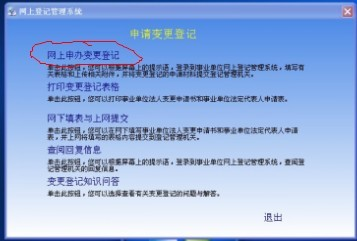 网上登记管理系统
申请变更登记
网上申办变更登记
单击此按钮，您可以根据屏幕上的提示语，登录到事业单位网上登记管理系统，填写有
关表格和上传相关附件，并将变更登记的申请材料提交登记管理机关。
打印变更登记表格
单击此按钮，您可以打印事业单位法人变更申请书和事业单位法定代表人申请表。
网下填表与上网提交
单击此按钮，您可以在网下填写事业单位法人变更申请书和事业单位法定代表人申请
表，并上网将填写的表格内容提交到登记管理机关。
查阅回复信息
单击此按钮，您可以根据屏幕上的提示语，登录到事业单位网上登记管理系统，查阅登
记管理机关的回复信息。
变更登记知识问答
单击此按钮，您可以选择查看有关变更登记的问题与解答。
退出